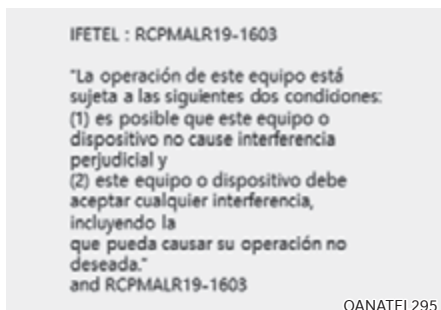 IFETEL : RCPMALR19-1603
"La operación de este equipo está
sujeta a las siguientes dos condiciones:
(1) es posible que este equipo o
dispositivo no cause interferencia
perjudicial y
(2) este equipo o dispositivo debe
aceptar cualquier interferencia,
incluyendo la
que pueda causar su operación no
deseada."
and RCPMALR19-1603
OANATEL295